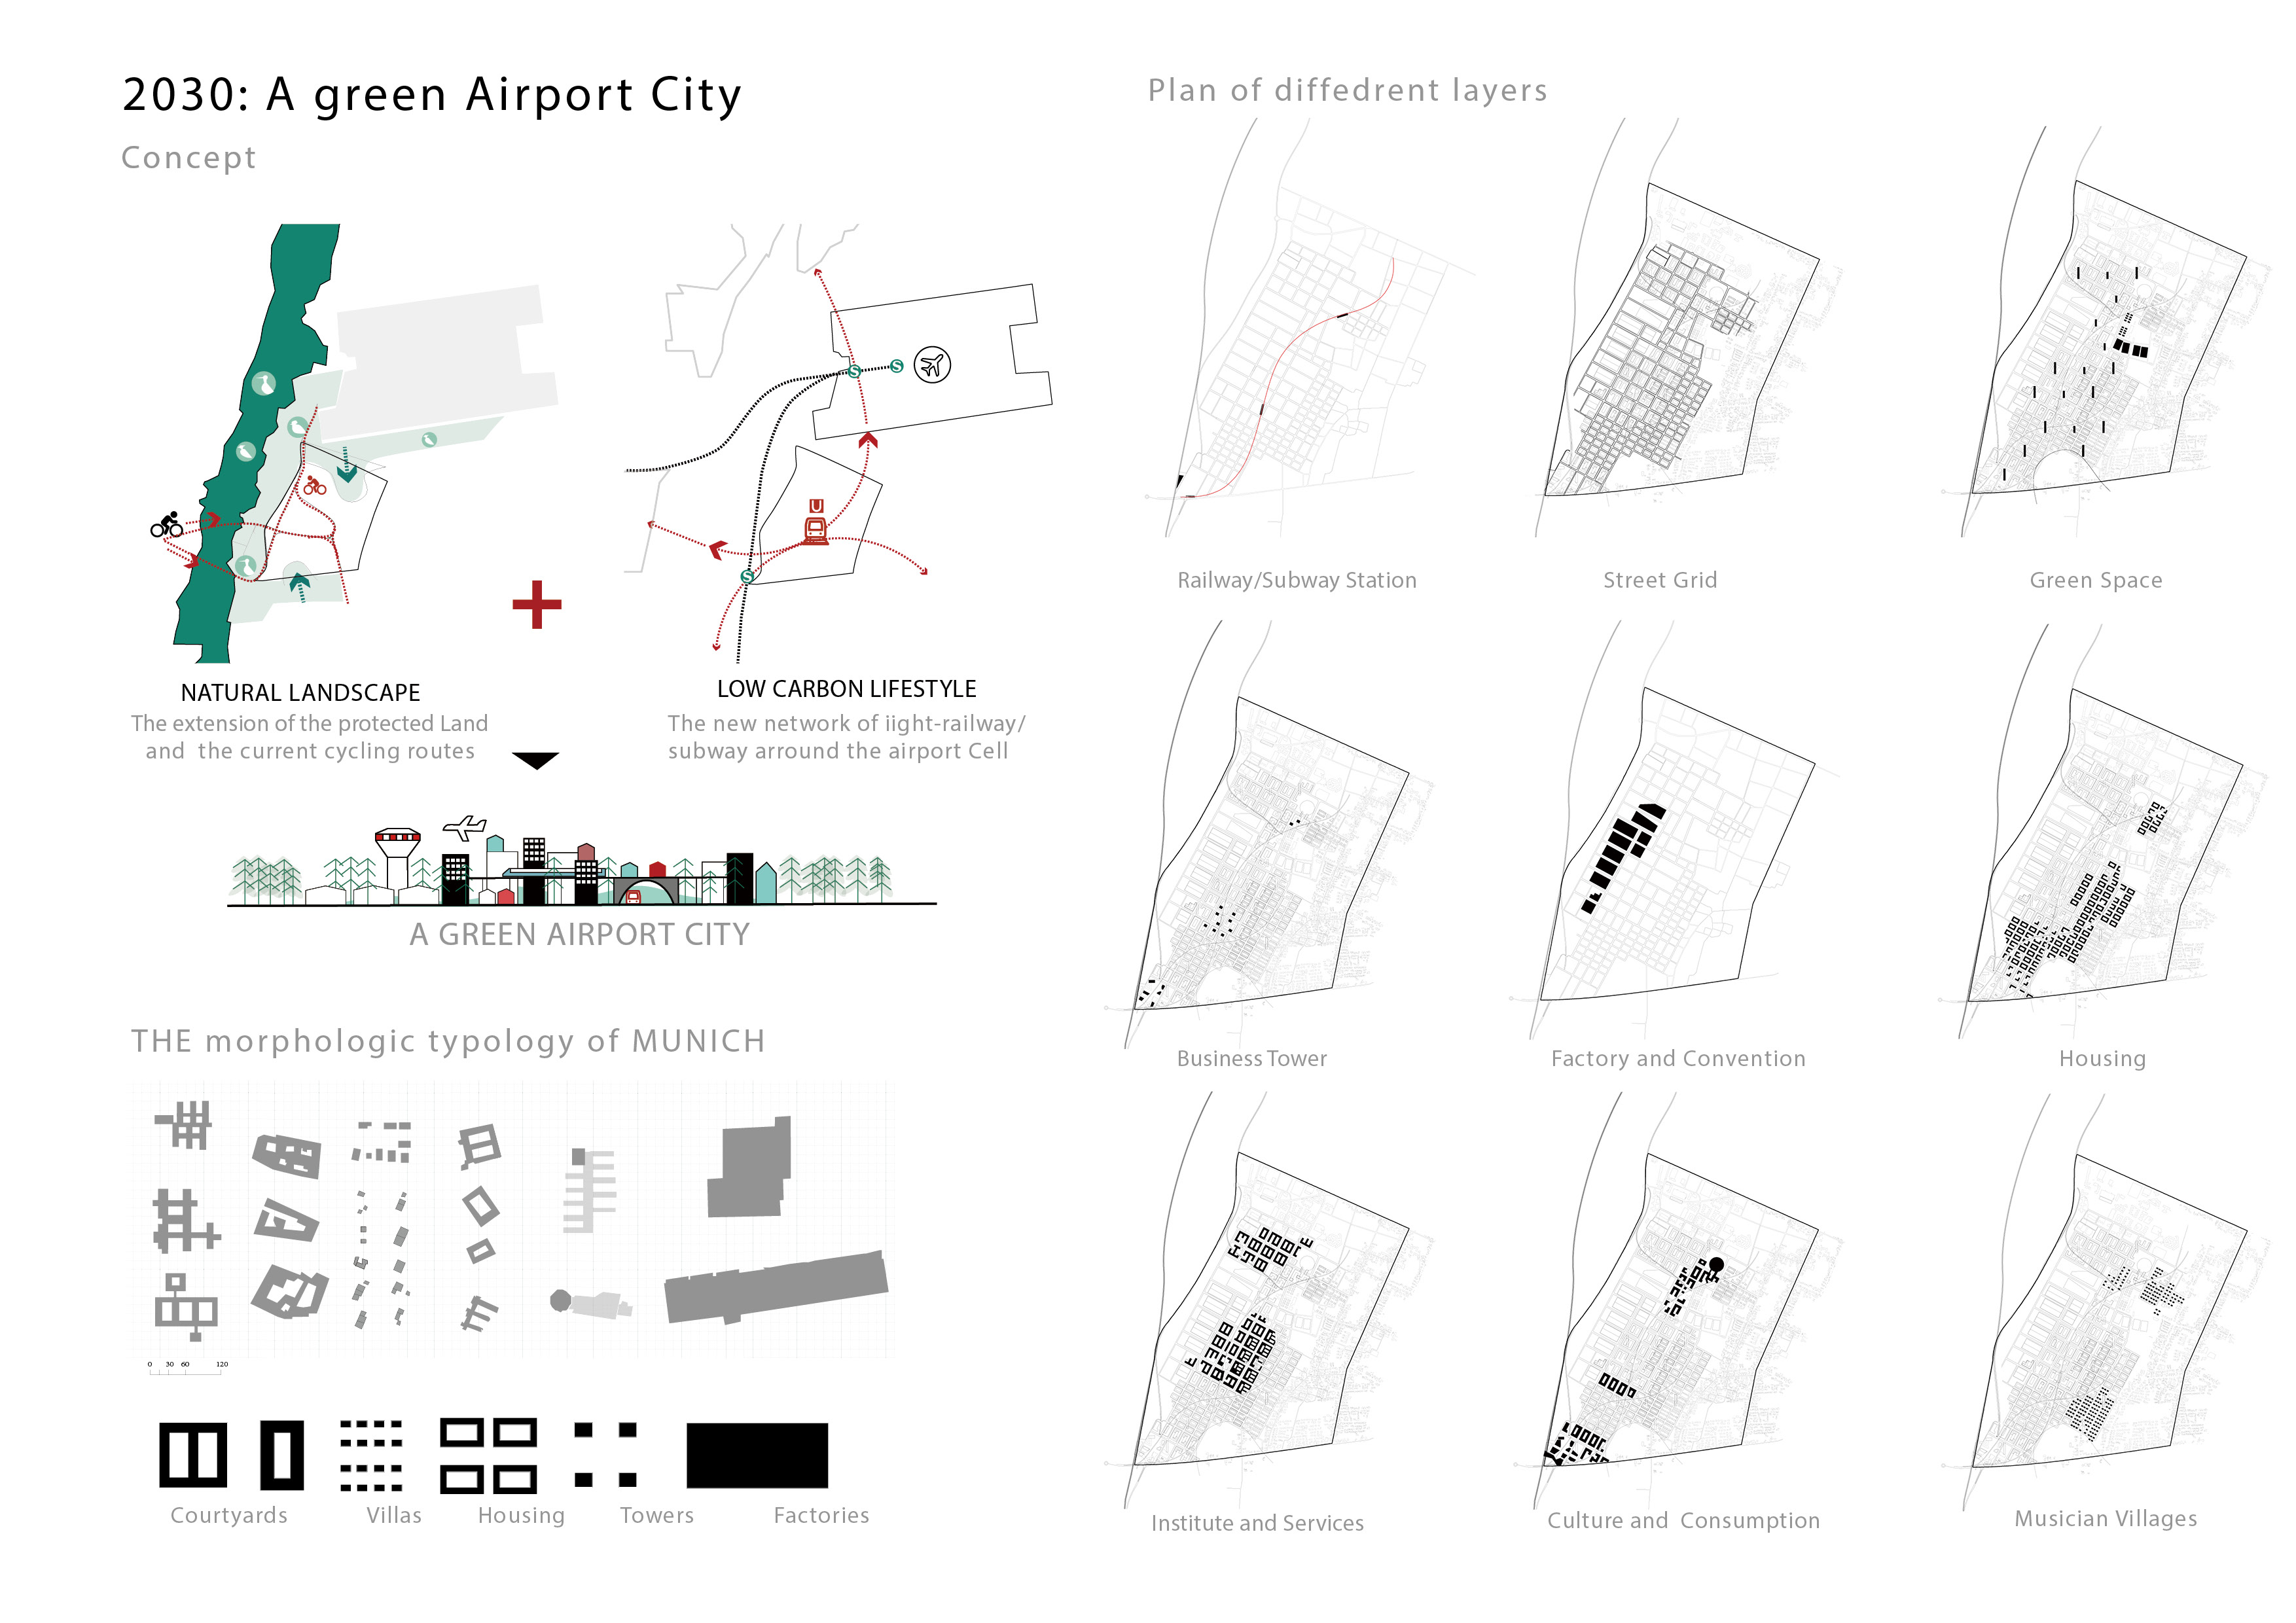 2030: A green Airport City
Concept
S
S
U
S
NATURAL LANDSCAPE
The extension of the protected Land
and the current cycling routes
LOW CARBON LIFESTYLE
The new network of iight-railway/
subway arround the airport Cell
A GREEN AIRPORT CITY
THE morphologic typology of MUNICH
0 30 60 120
Courtyards Villas Housing Towers Factories
Plan of diffedrent layers
Railway/Subway Station
Street Grid
Green Space
Business Tower
Factory and Convention
Housing
Institute and Services
Culture and Consumption
Musician Villages